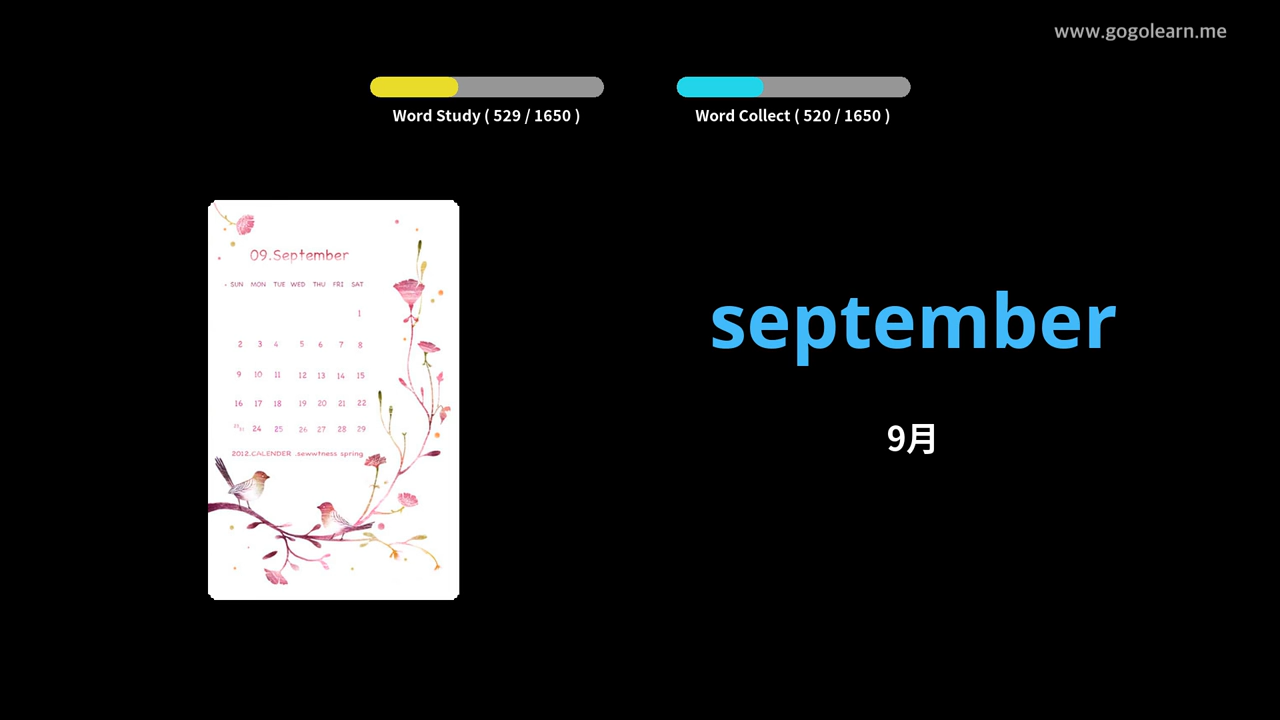 www.gogolearn.me
Word Study ( 529 / 1650 )
Word Collect ( 520 / 1650 )
09.September
SUN MON TUE WED THU FRI SAT
1
2 3 4 5 6 7 8
9 10 11 12 13 14 15
16 17 18 19 20 21 22
24 25 26 27 28 29
2012.CALENDER .sewwtness spring
september
9月